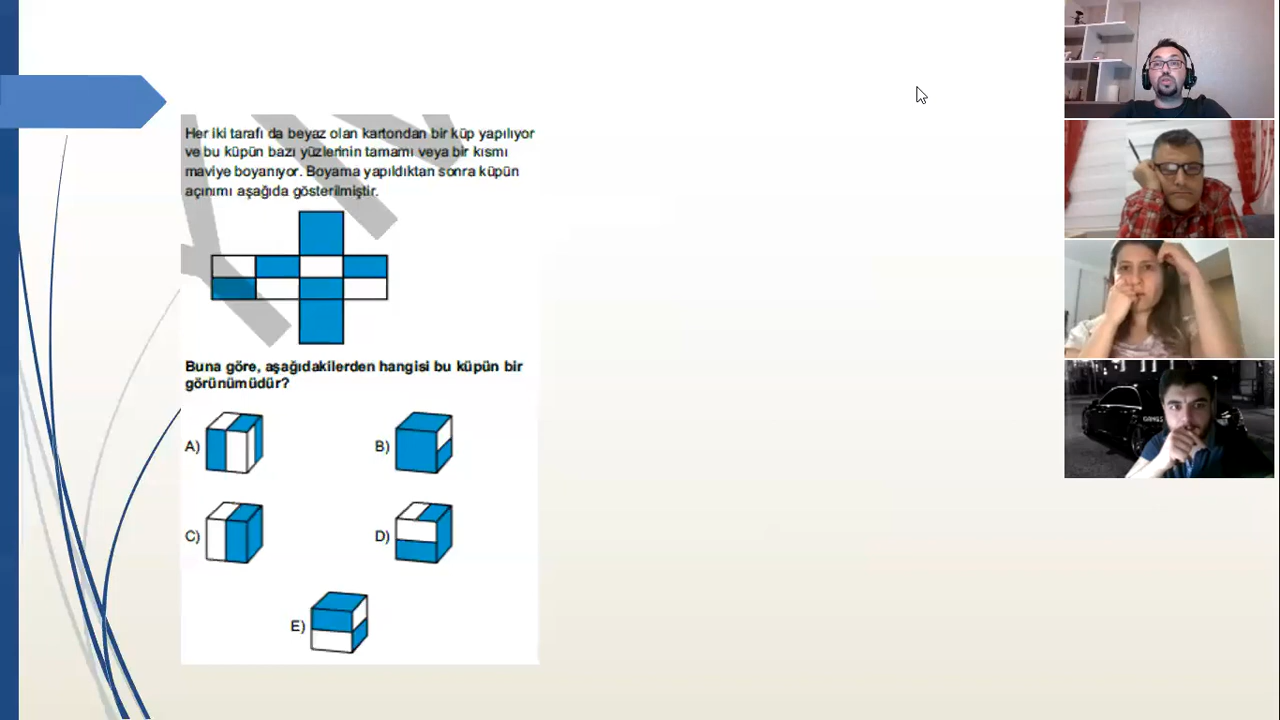 Her iki tarafı da beyaz olan kartondan bir küp yapılıyor
ve bu küpün bazı yüzlerinin tamamı veya bir kısmı
maviye boyanıyor. Boyama yapıldıktan sonra küpün
açınımı aşağıda gösterilmiştir.
Buna göre, aşağıdakilerden hangisi bu küpün bir
görünümüdür?
A)
B)
C)
D)
E)